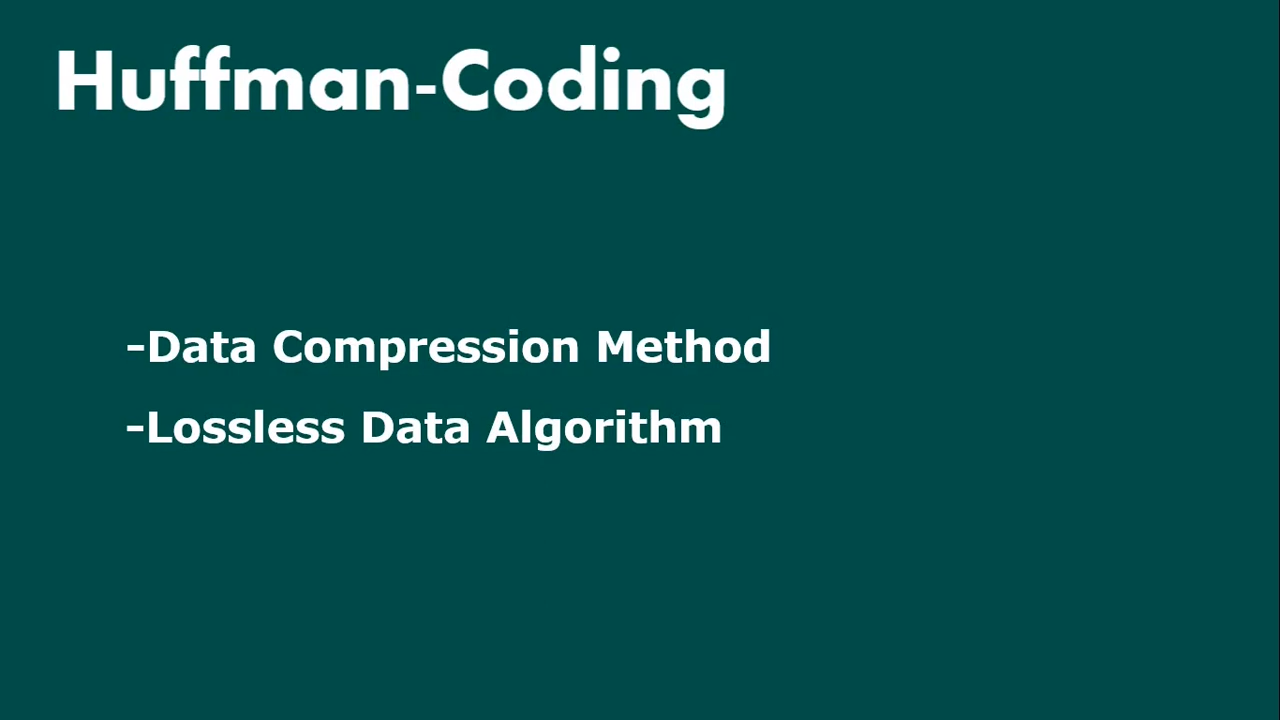 Huffman-Coding
-Data Compression Method
-Lossless Data Algorithm